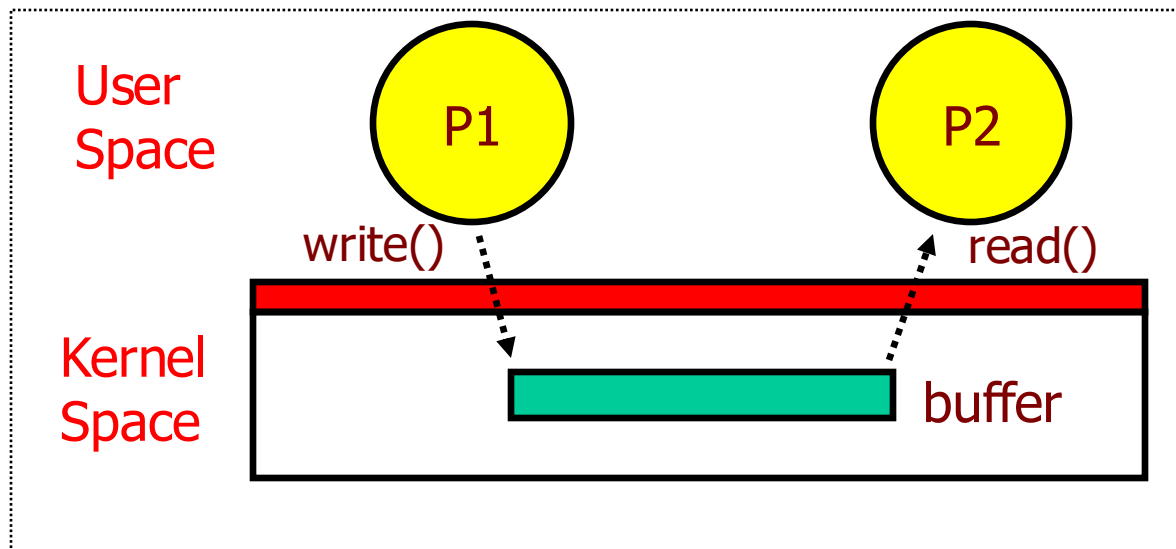 User
Space
P1
P2
write()
read()
Kernel
Space
buffer